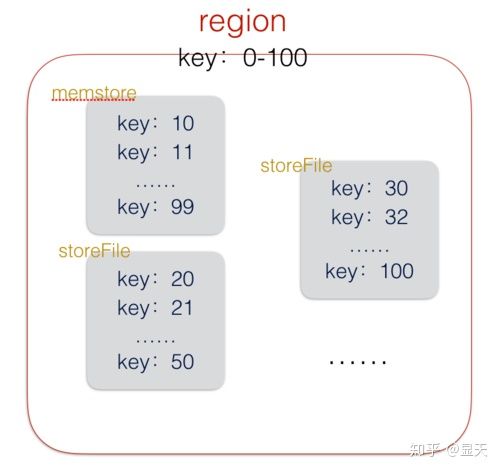 region
key：0-100
memstore
key：10
key：11
……
key：99
storeFile
key：20
key：21
……
key：50
storeFile
key：30
key：32
……
key：100
……
知乎 @显天